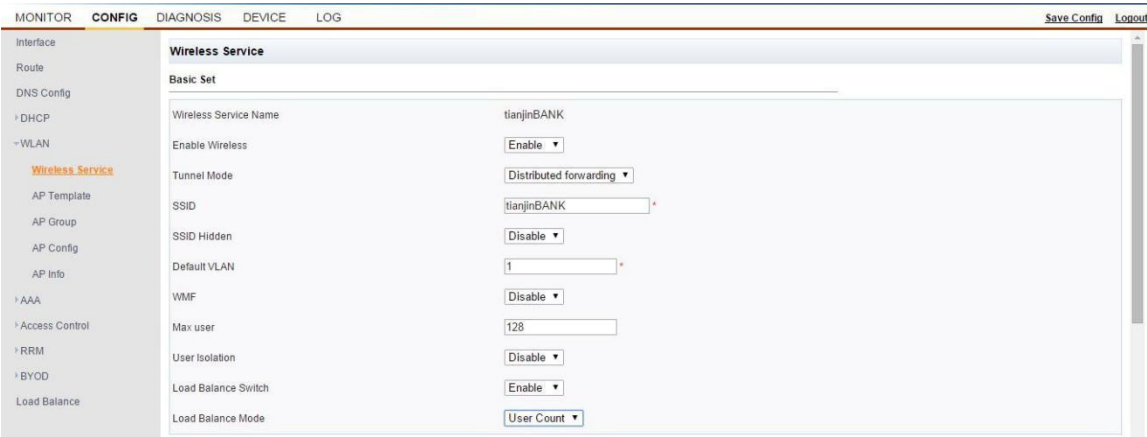 MONITOR CONFIG DIAGNOSIS DEVICE LOG Save Config Logout
Interface
Route
DNS Config
DHCP
WLAN
Wireless Service
AP Template
AP Group
AP Config
AP Info
AAA
Access Control
RRM
BYOD
Load Balance
Wireless Service
Basic Set
Wireless Service Name tianjinBANK
Enable Wireless Enable
Tunnel Mode Distributed forwarding
SSID tianjinBANK *
SSID Hidden Disable
Default VLAN 1 *
WMF Disable
Max user 128
User Isolation Disable
Load Balance Switch Enable
Load Balance Mode User Count